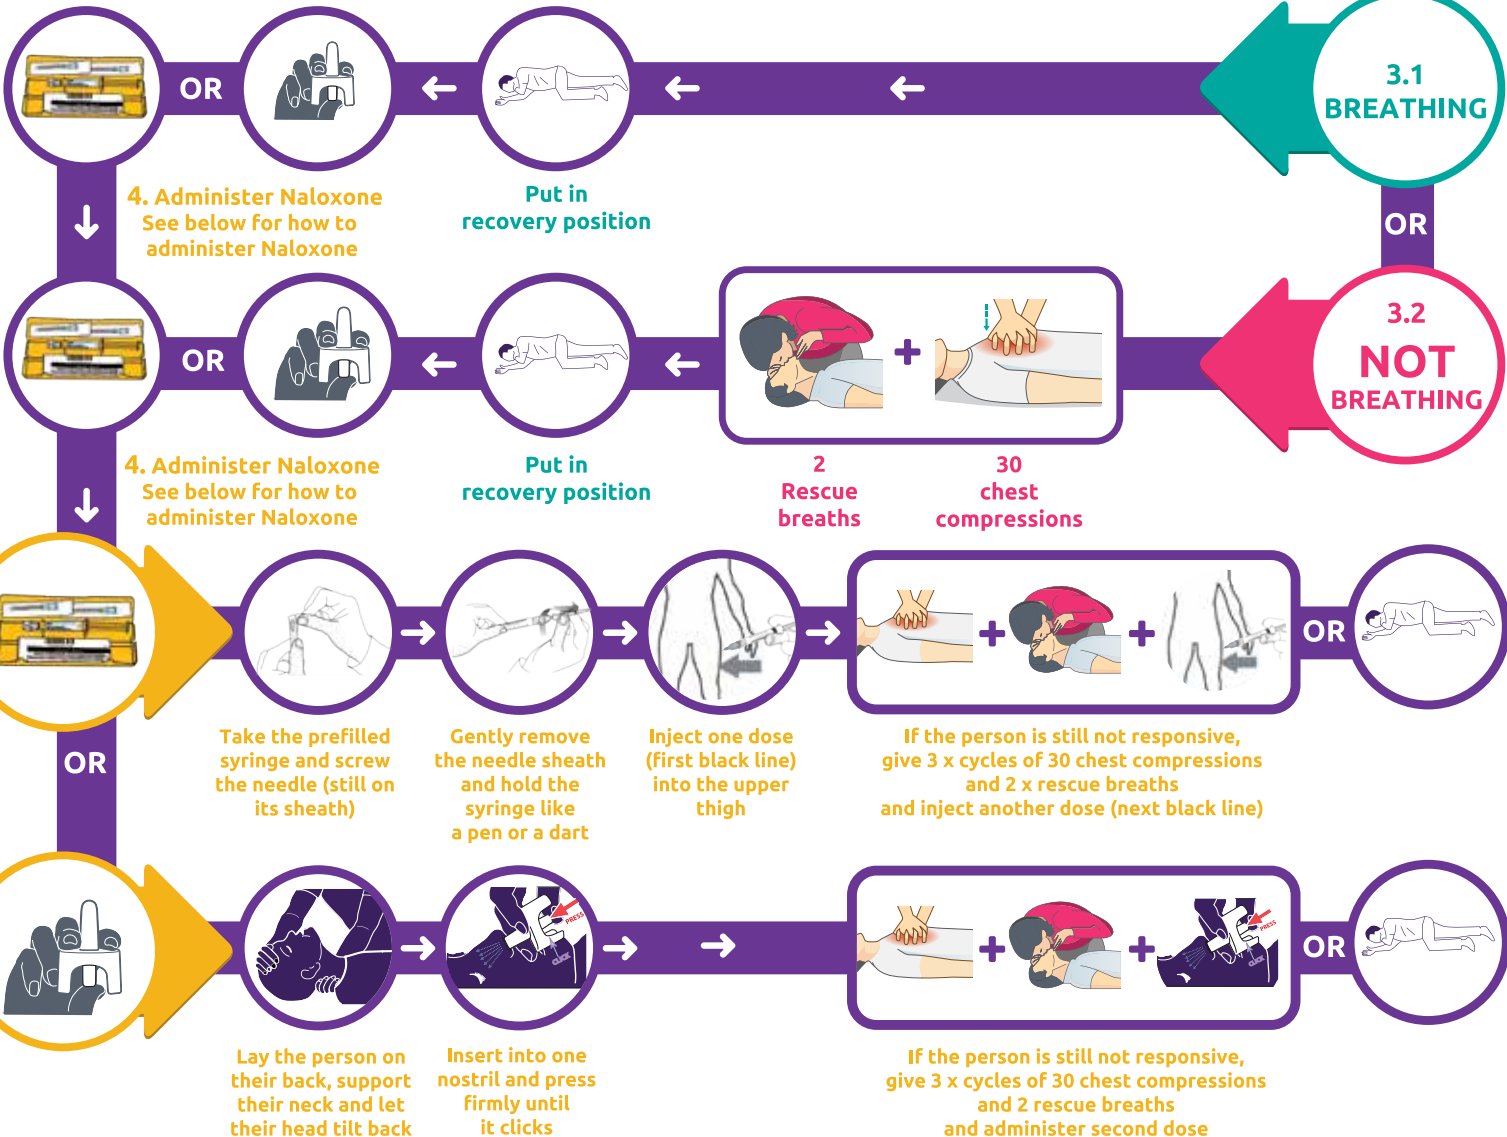 3.1
BREATHING
OR
4. Administer Naloxone
See below for how to
administer Naloxone
Put in
recovery position
OR
3.2
NOT
BREATHING
OR
4. Administer Naloxone
See below for how to
administer Naloxone
Put in
recovery position
2
Rescue
breaths
30
chest
compressions
OR
Take the prefilled
syringe and screw
the needle (still on
its sheath)
Gently remove
the needle sheath
and hold the
syringe like
a pen or a dart
Inject one dose
(first black line)
into the upper
thigh
If the person is still not responsive,
give 3 x cycles of 30 chest compressions
and 2 x rescue breaths
and inject another dose (next black line)
OR
PRESS
CLICK
PRESS
CLICK
OR
Lay the person on
their back, support
their neck and let
their head tilt back
Insert into one
nostril and press
firmly until
it clicks
If the person is still not responsive,
give 3 x cycles of 30 chest compressions
and 2 rescue breaths
and administer second dose